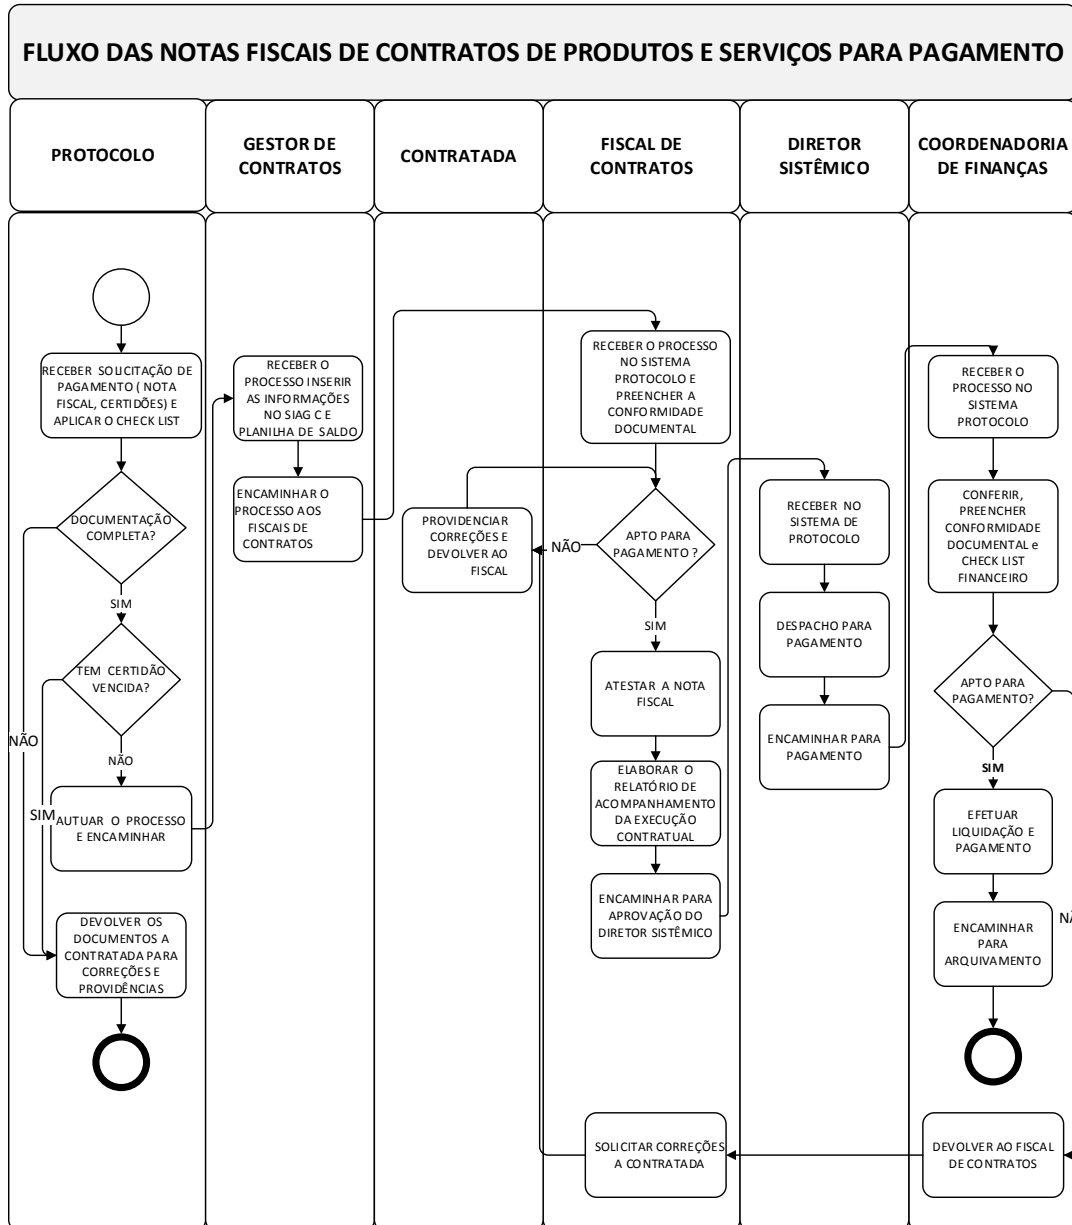 FLUXO DAS NOTAS FISCAIS DE CONTRATOS DE PRODUTOS E SERVIÇOS PARA PAGAMENTO
PROTOCOLO
GESTOR DE
CONTRATOS
CONTRATADA
FISCAL DE
CONTRATOS
DIRETOR
SISTÊMICO
COORDENADORIA
DE FINANÇAS
RECEBER SOLICITAÇÃO DE
PAGAMENTO ( NOTA
FISCAL, CERTIDÕES) E
APLICAR O CHECK LIST
DOCUMENTAÇÃO
COMPLETA?
SIM
TEM CERTIDÃO
VENCIDA?
NÃO
NÃO
SIM
AUTUAR O PROCESSO
E ENCAMINHAR
DEVOLVER OS
DOCUMENTOS A
CONTRATADA PARA
CORREÇÕES E
PROVIDÊNCIAS
RECEBER O
PROCESSO INSERIR
AS INFORMAÇÕES
NO SIAG C E
PLANILHA DE SALDO
ENCAMINHAR O
PROCESSO AOS
FISCAIS DE
CONTRATOS
PROVIDENCIAR
CORREÇÕES E
DEVOLVER AO
FISCAL
RECEBER O PROCESSO
NO SISTEMA
PROTOCOLO E
PREENCHER A
CONFORMIDADE
DOCUMENTAL
APTO PARA
PAGAMENTO ?
NÃO
SIM
ATESTAR A NOTA
FISCAL
ELABORAR O
RELATÓRIO DE
ACOMPANHAMENTO
DA EXECUÇÃO
CONTRATUAL
ENCAMINHAR PARA
APROVAÇÃO DO
DIRETOR SISTÊMICO
SOLICITAR CORREÇÕES
A CONTRATADA
RECEBER NO
SISTEMA DE
PROTOCOLO
DESPACHO PARA
PAGAMENTO
ENCAMINHAR PARA
PAGAMENTO
RECEBER O
PROCESSO NO
SISTEMA
PROTOCOLO
CONFERIR,
PREENCHER
CONFORMIDADE
DOCUMENTAL e
CHECK LIST
FINANCEIRO
APTO PARA
PAGAMENTO?
SIM
EFETUAR
LIQUIDAÇÃO E
PAGAMENTO
ENCAMINHAR
PARA
ARQUIVAMENTO
DEVOLVER AO FISCAL
DE CONTRATOS